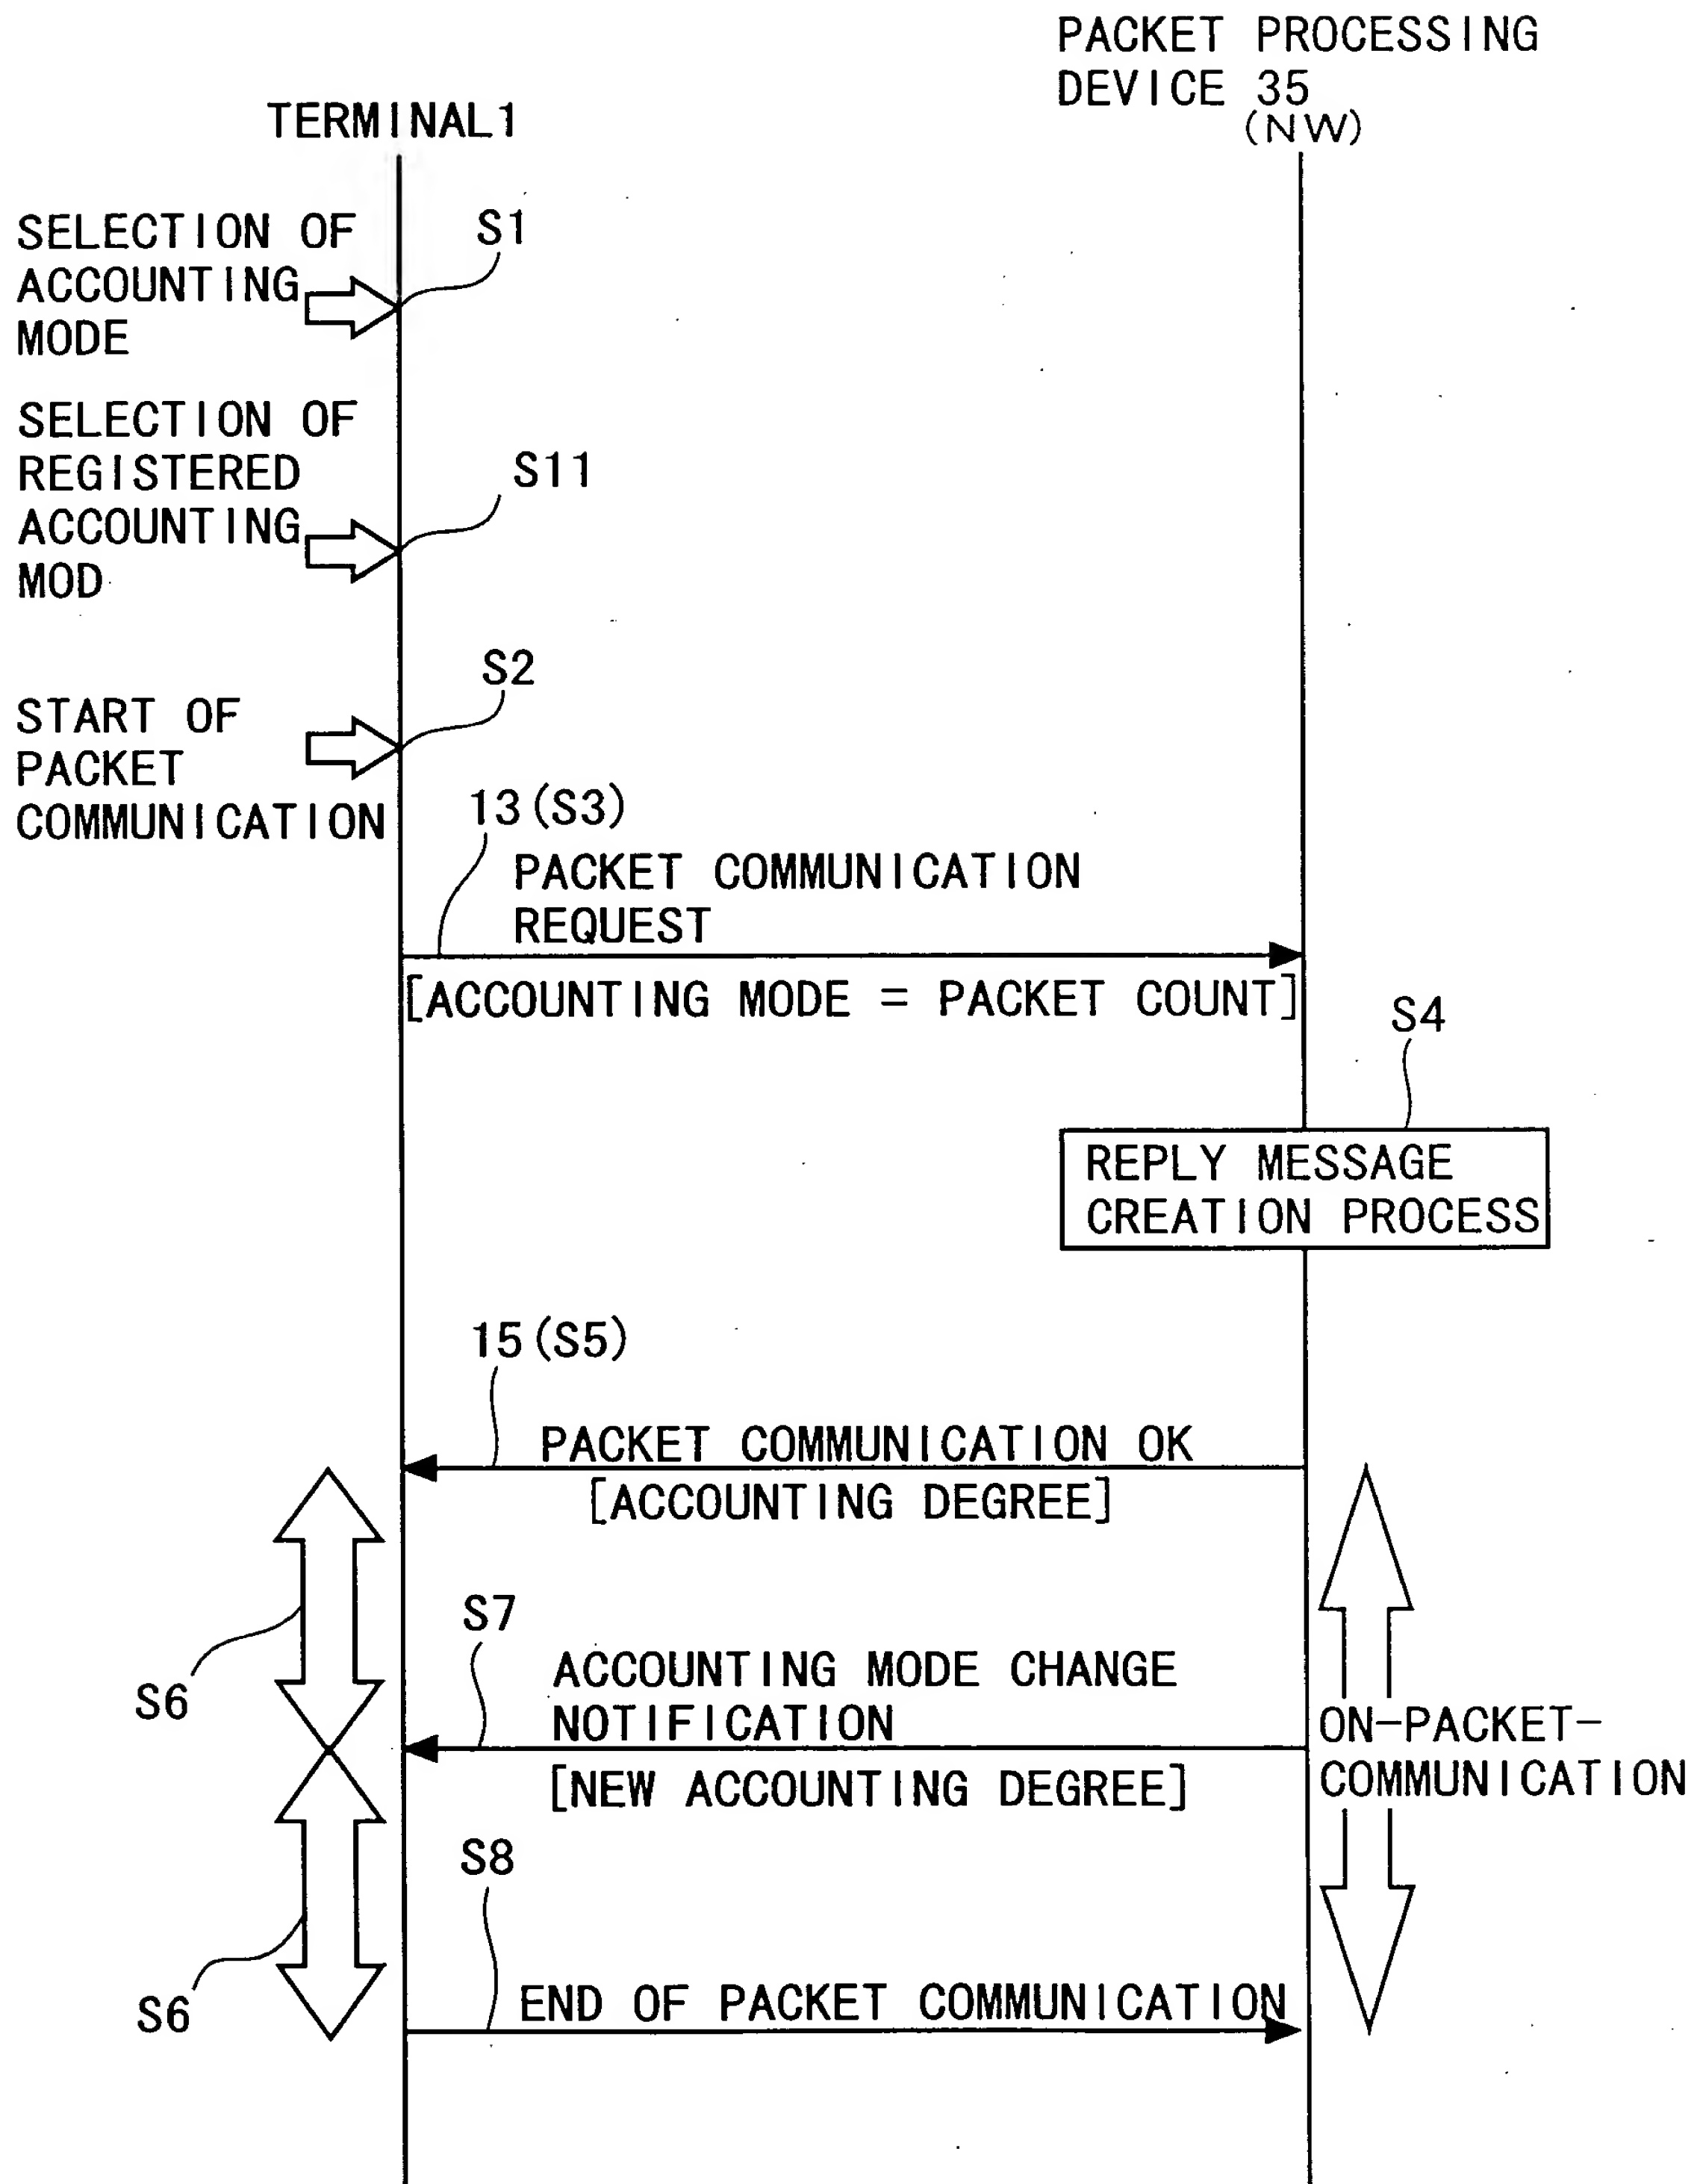 PACKET PROCESSING
DEVICE 35
(NW)
TERMINAL1
SELECTION OF
ACCOUNTING
MODE
S1
SELECTION OF
REGISTERED
ACCOUNTING
MOD
S11
START OF
PACKET
COMMUNICATION
S2
13(S3)
PACKET COMMUNICATION
REQUEST
[ACCOUNTING MODE = PACKET COUNT]
S4
REPLY MESSAGE
CREATION PROCESS
15(S5)
PACKET COMMUNICATION OK
[ACCOUNTING DEGREE]
S6
S7
ACCOUNTING MODE CHANGE
NOTIFICATION
[NEW ACCOUNTING DEGREE]
ON-PACKET-
COMMUNICATION
S8
S6
END OF PACKET COMMUNICATION